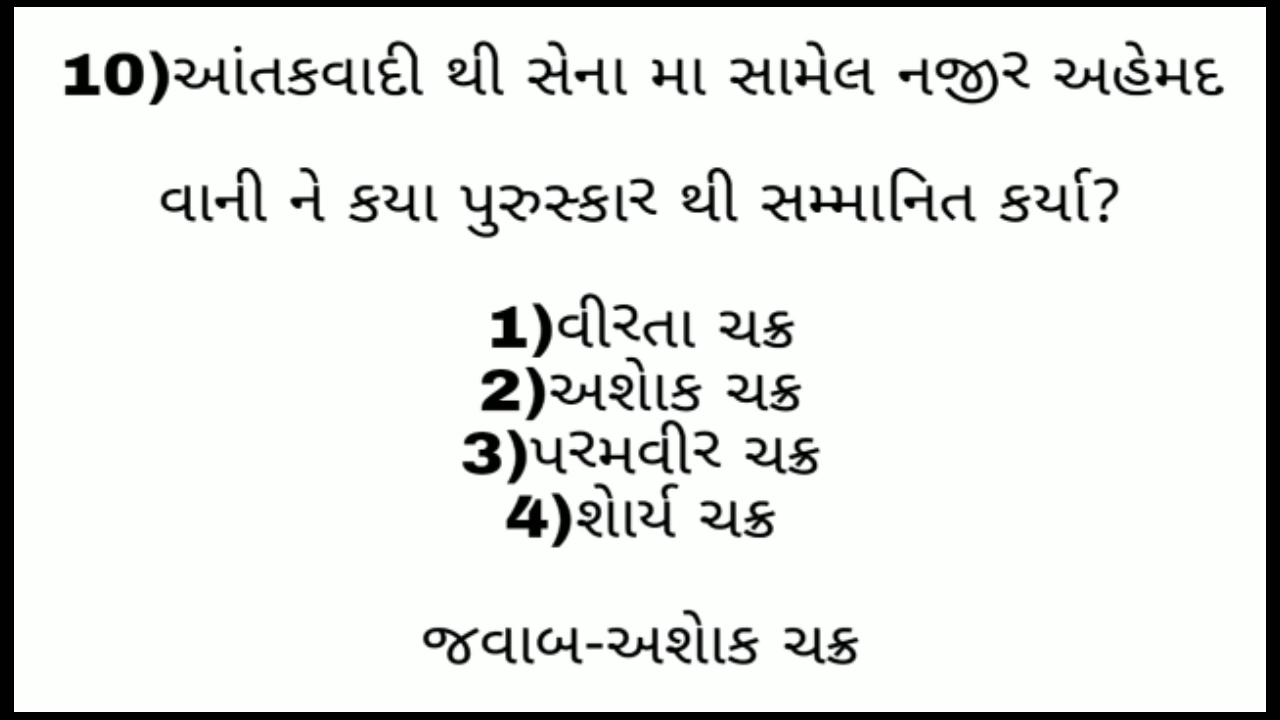 10)આંતકવાદી થી સેના મા સામેલ નજીર અહેમદ
વાની ને કયા પુરુસ્કાર થી સમ્માનિત કર્યા?
1)વીરતા ચક્ર
2)અશોક ચક્ર
3)પરમવીર ચક્ર
4)શોર્ય ચક્ર
જવાબ-અશોક ચક્ર